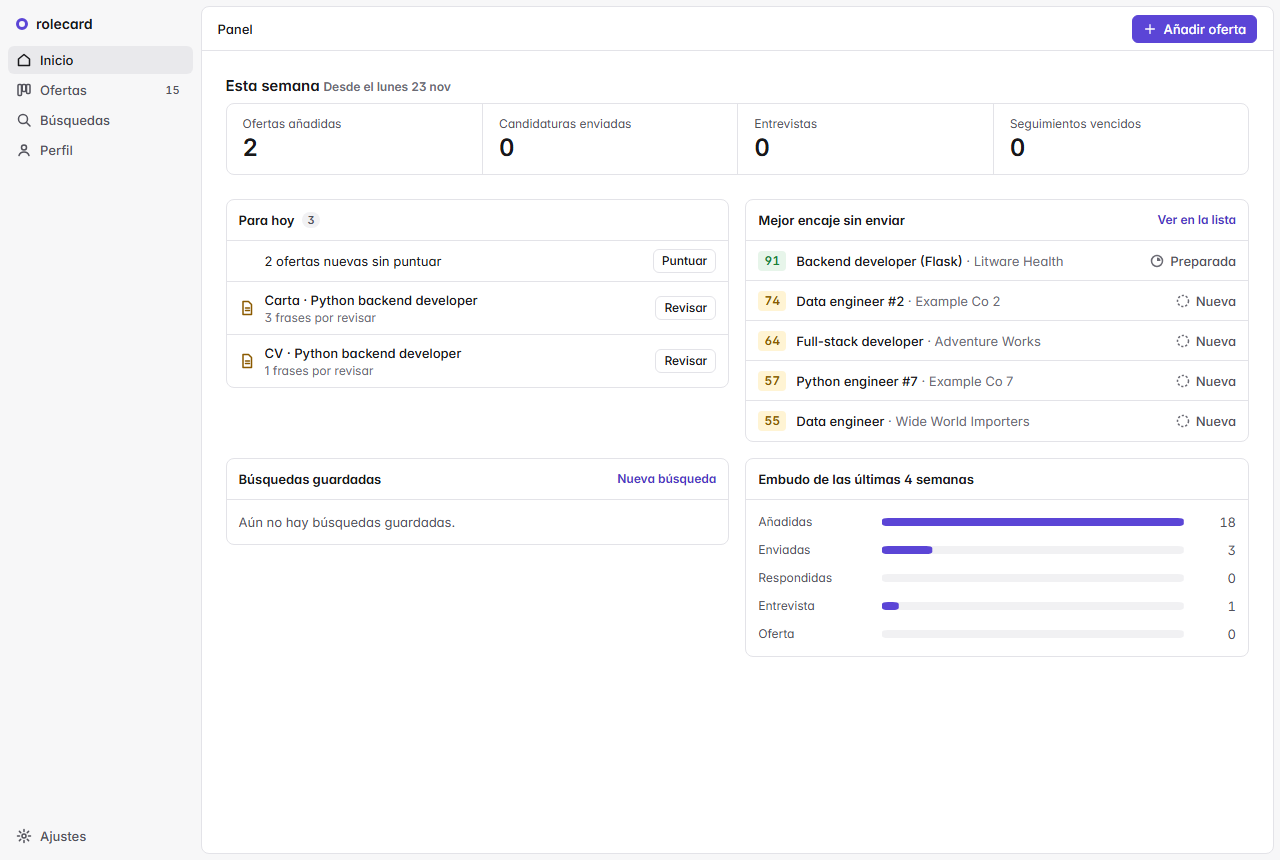 rolecard
Inicio
Ofertas 15
Búsquedas
Perfil
Ajustes
Panel
Añadir oferta
Esta semana Desde el lunes 23 nov
Ofertas añadidas
2
Candidaturas enviadas
0
Entrevistas
0
Seguimientos vencidos
0
Para hoy 3
2 ofertas nuevas sin puntuar Puntuar
Carta · Python backend developer
3 frases por revisar
Revisar
CV · Python backend developer
1 frases por revisar
Revisar
Mejor encaje sin enviar Ver en la lista
91 Backend developer (Flask) · Litware Health Preparada
74 Data engineer #2 · Example Co 2 Nueva
64 Full-stack developer · Adventure Works Nueva
57 Python engineer #7 · Example Co 7 Nueva
55 Data engineer · Wide World Importers Nueva
Búsquedas guardadas Nueva búsqueda
Aún no hay búsquedas guardadas.
Embudo de las últimas 4 semanas
Añadidas 18
Enviadas 3
Respondidas 0
Entrevista 1
Oferta 0